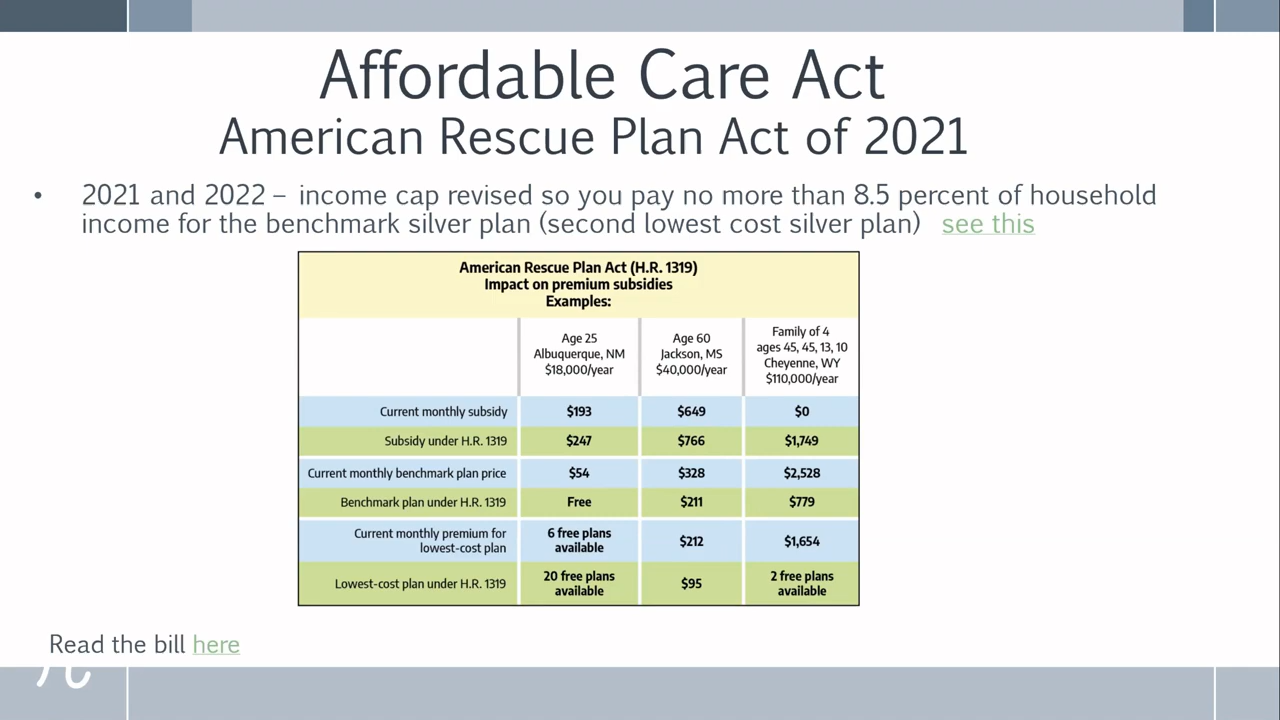 Affordable Care Act
American Rescue Plan Act of 2021
• 2021 and 2022 – income cap revised so you pay no more than 8.5 percent of household
income for the benchmark silver plan (second lowest cost silver plan) see this
American Rescue Plan Act (H.R. 1319)
Impact on premium subsidies
Examples:
Age 25
Albuquerque, NM
$18,000/year
Age 60
Jackson, MS
$40,000/year
Family of 4
ages 45, 45, 13, 10
Cheyenne, WY
$110,000/year
Current monthly subsidy $193 $649 $0
Subsidy under H.R. 1319 $247 $766 $1,749
Current monthly benchmark plan price $54 $328 $2,528
Benchmark plan under H.R. 1319 Free $211 $779
Current monthly premium for
lowest-cost plan
6 free plans
available
$212
$1,654
Lowest-cost plan under H.R. 1319
20 free plans
available
$95
2 free plans
available
Read the bill here